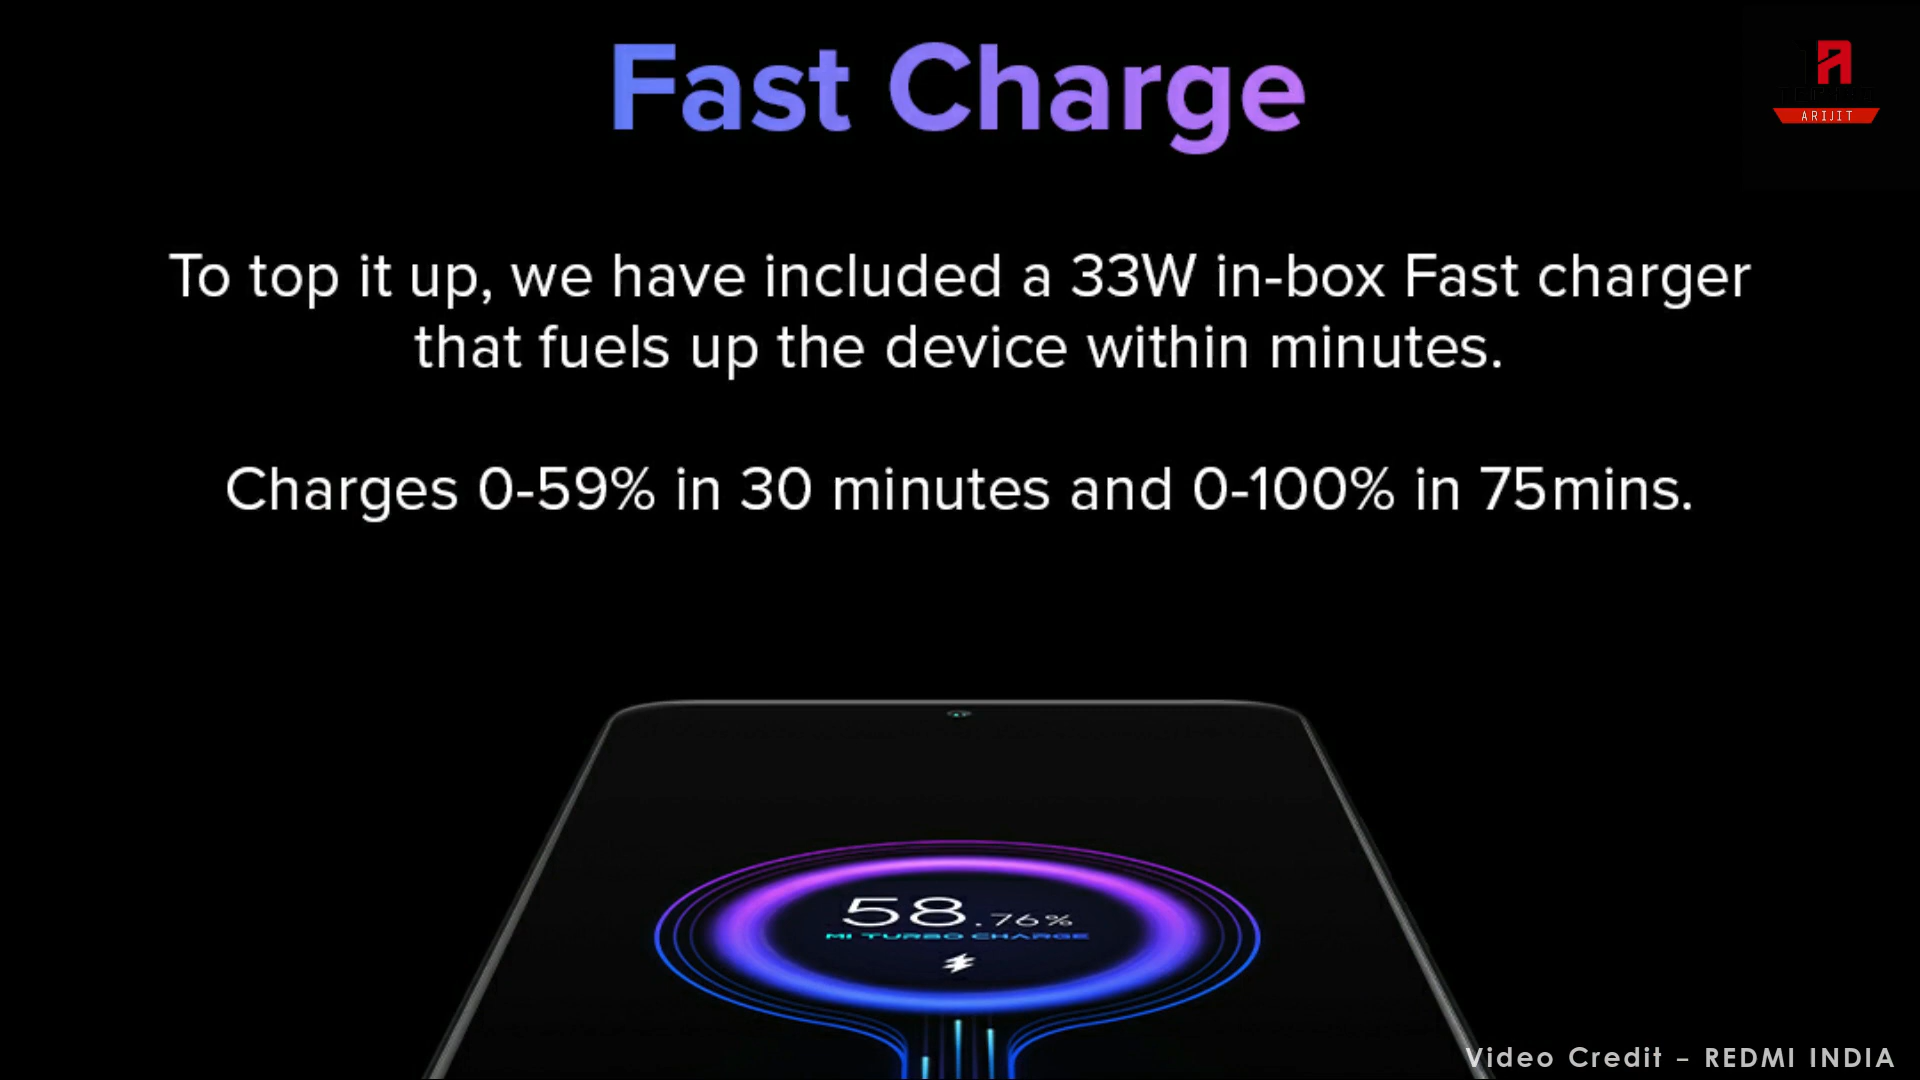 Fast Charge
ARIJIT
To top it up, we have included a 33W in-box Fast charger
that fuels up the device within minutes.
Charges 0-59% in 30 minutes and 0-100% in 75mins.
58.76%
MI TURBO CHARGE
Video Credit – REDMI INDIA